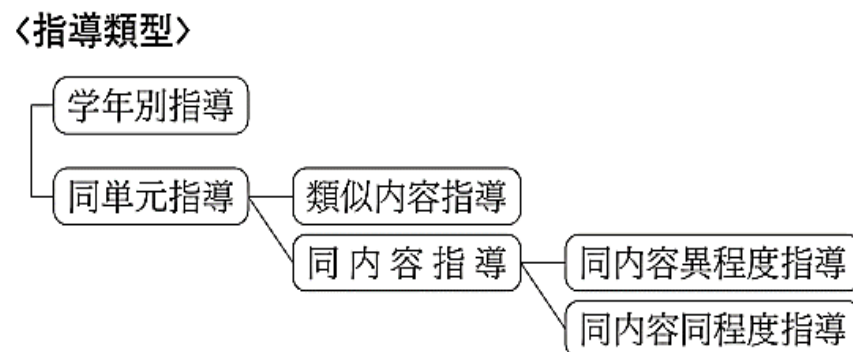 〈指導類型〉
学年別指導
同単元指導
類似内容指導
同内容指導
同内容異程度指導
同内容同程度指導